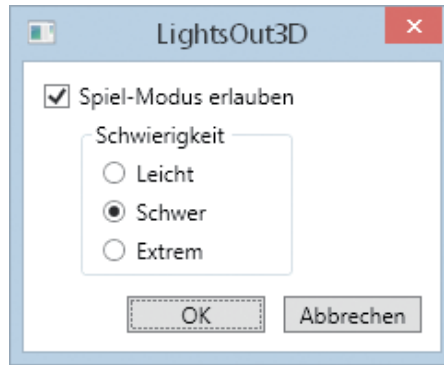 LightsOut3D
Spiel-Modus erlauben
Schwierigkeit
Leicht
Schwer
Extrem
OK
Abbrechen